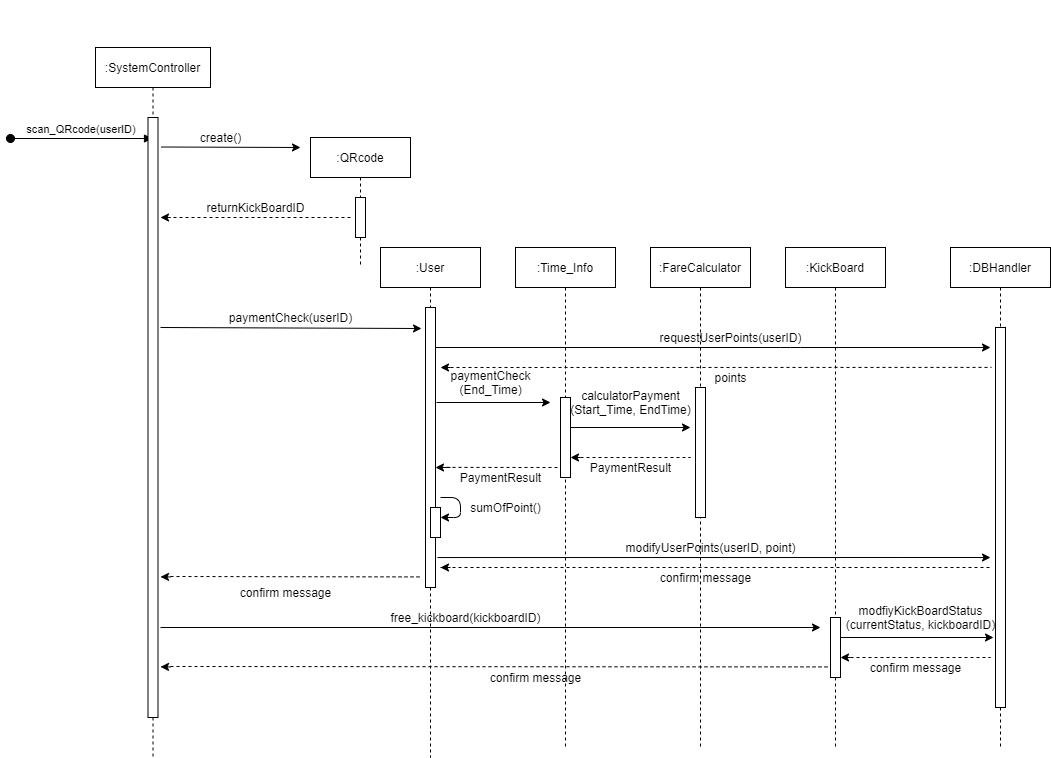 :SystemController
scan_QRcode(userID)
create()
:QRcode
returnKickBoardID
:User
:Time_Info
:FareCalculator
:KickBoard
:DBHandler
paymentCheck(userID)
requestUserPoints(userID)
points
paymentCheck
(End_Time)
calculatorPayment
(Start_Time, EndTime)
PaymentResult
PaymentResult
sumOfPoint()
modifyUserPoints(userID, point)
confirm message
confirm message
free_kickboard(kickboardID)
modfiyKickBoardStatus
(currentStatus, kickboardID)
confirm message
confirm message